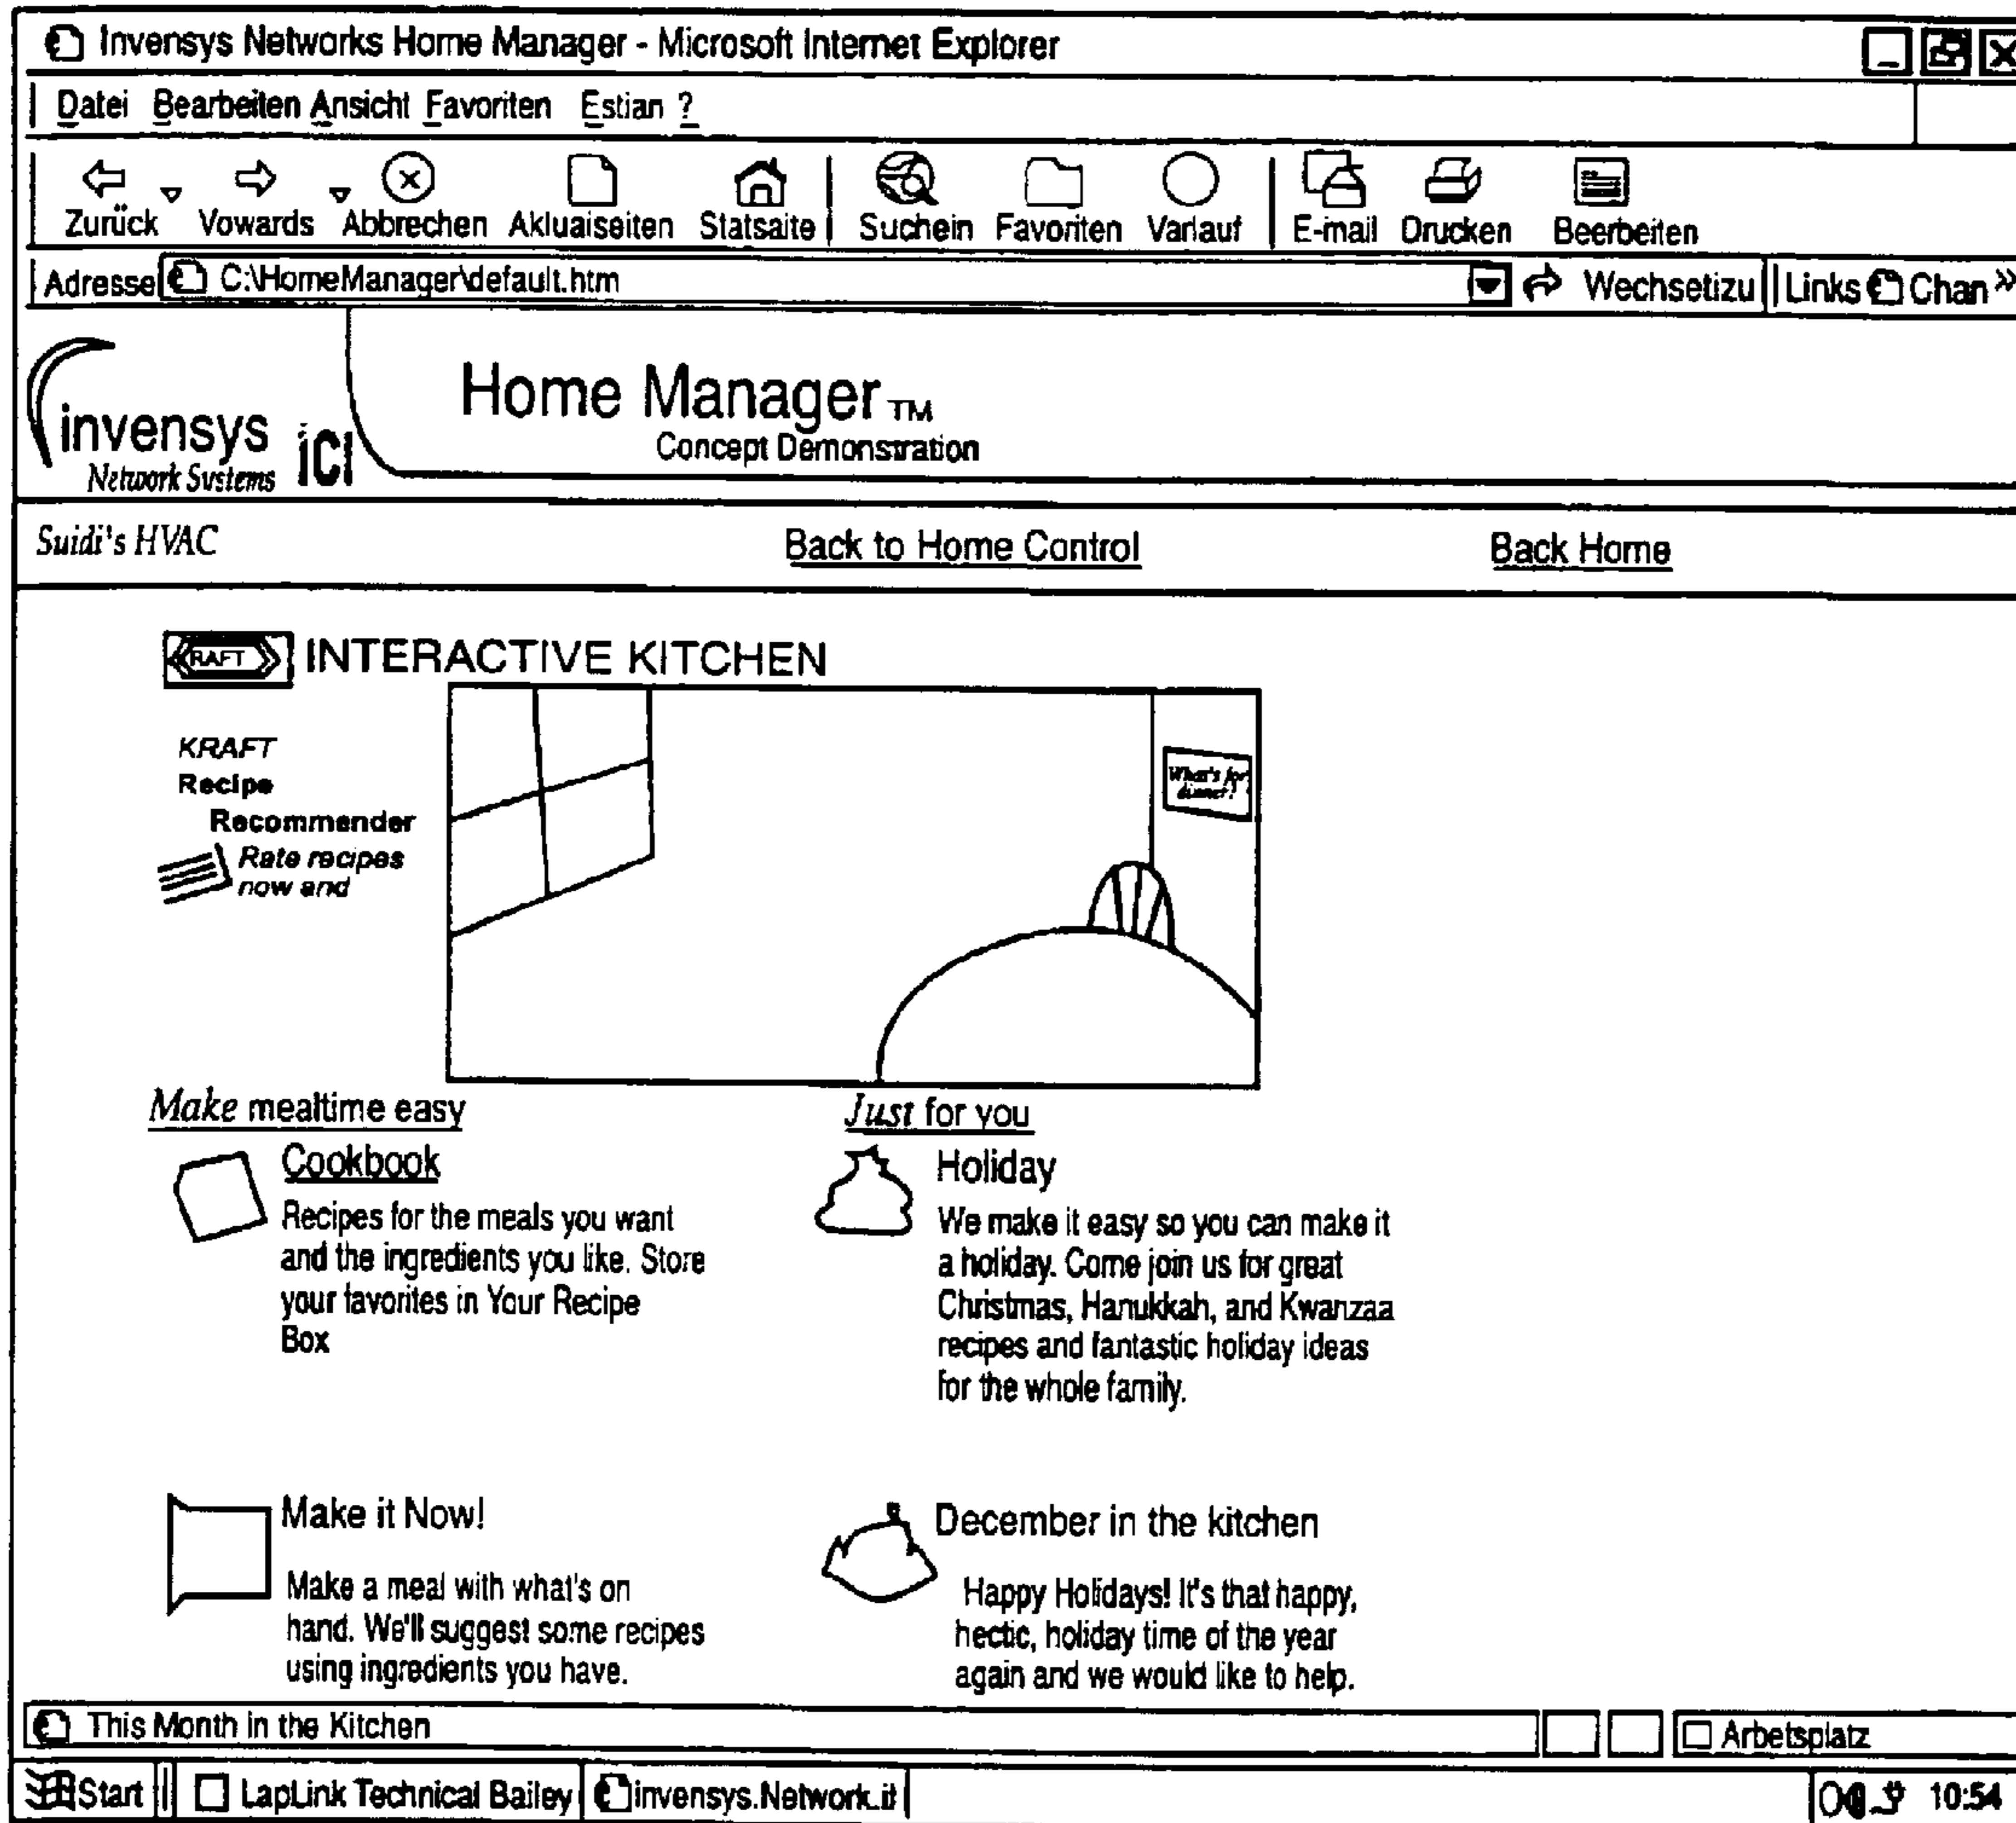 Invensys Networks Home Manager - Microsoft Internet Explorer
Datei Bearbeiten Ansicht Favoriten Estian ?
Zurück Vowards Abbrechen Akluaiseiten Statsaite Suchein Favoriten Varlauf E-mail Drucken Beerbeiten
Adresse C:\HomeManager\default.htm Wechsetizu Links Chan »
invensys
Network Systems
ici
Home Manager TM
Concept Demonstration
Suidi's HVAC Back to Home Control Back Home
KRAFT INTERACTIVE KITCHEN
KRAFT
Recipe
Recommender
Rate recipes
now and
What's for
dinner?
Make mealtime easy
Cookbook
Recipes for the meals you want
and the ingredients you like. Store
your favorites in Your Recipe
Box
Just for you
Holiday
We make it easy so you can make it
a holiday. Come join us for great
Christmas, Hanukkah, and Kwanzaa
recipes and fantastic holiday ideas
for the whole family.
Make it Now!
Make a meal with what's on
hand. We'll suggest some recipes
using ingredients you have.
December in the kitchen
Happy Holidays! It's that happy,
hectic, holiday time of the year
again and we would like to help.
This Month in the Kitchen Arbetsplatz
Start LapLink Technical Bailey invensys.Network.it 10:54